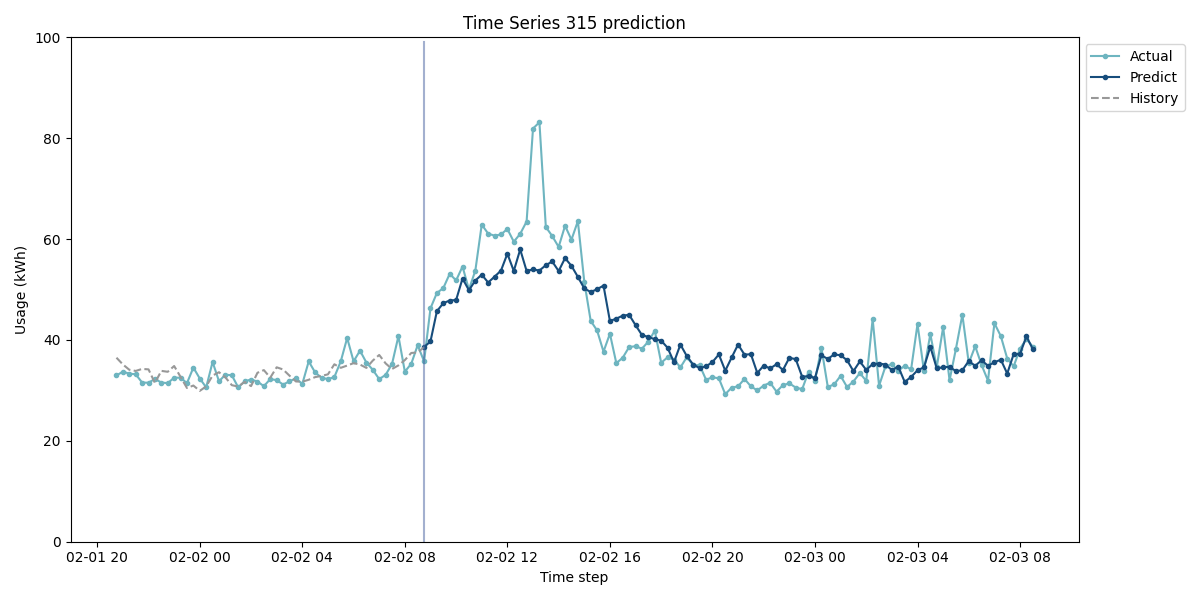 Time Series 315 prediction
100
80
60
40
20
0
Usage (kWh)
02-01 20
02-02 00
02-02 04
02-02 08
02-02 12
02-02 16
02-02 20
02-03 00
02-03 04
02-03 08
Time step
Actual
Predict
History